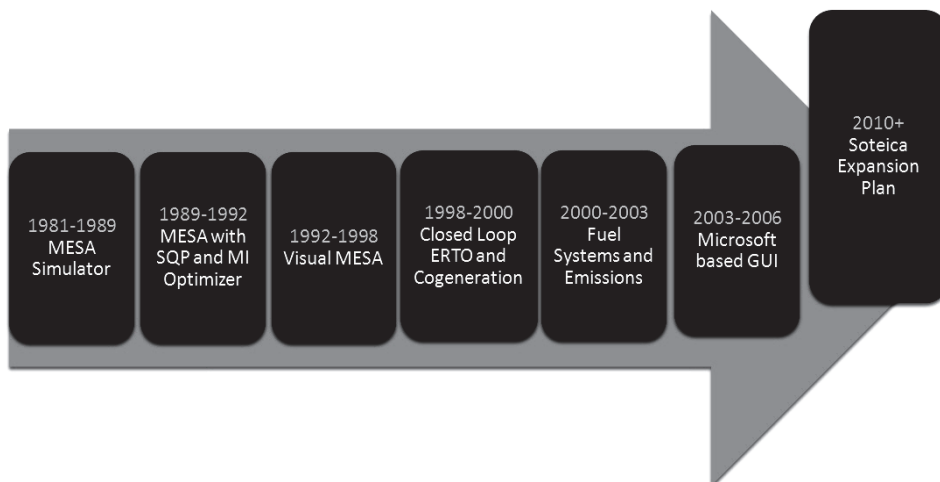 1981-1989
MESA
Simulator
1989-1992
MESA with
SQP and MI
Optimizer
1992-1998
Visual MESA
1998-2000
Closed Loop
ERTO and
Cogeneration
2000-2003
Fuel
Systems and
Emissions
2003-2006
Microsoft
based GUI
2010+
Soteica
Expansion
Plan